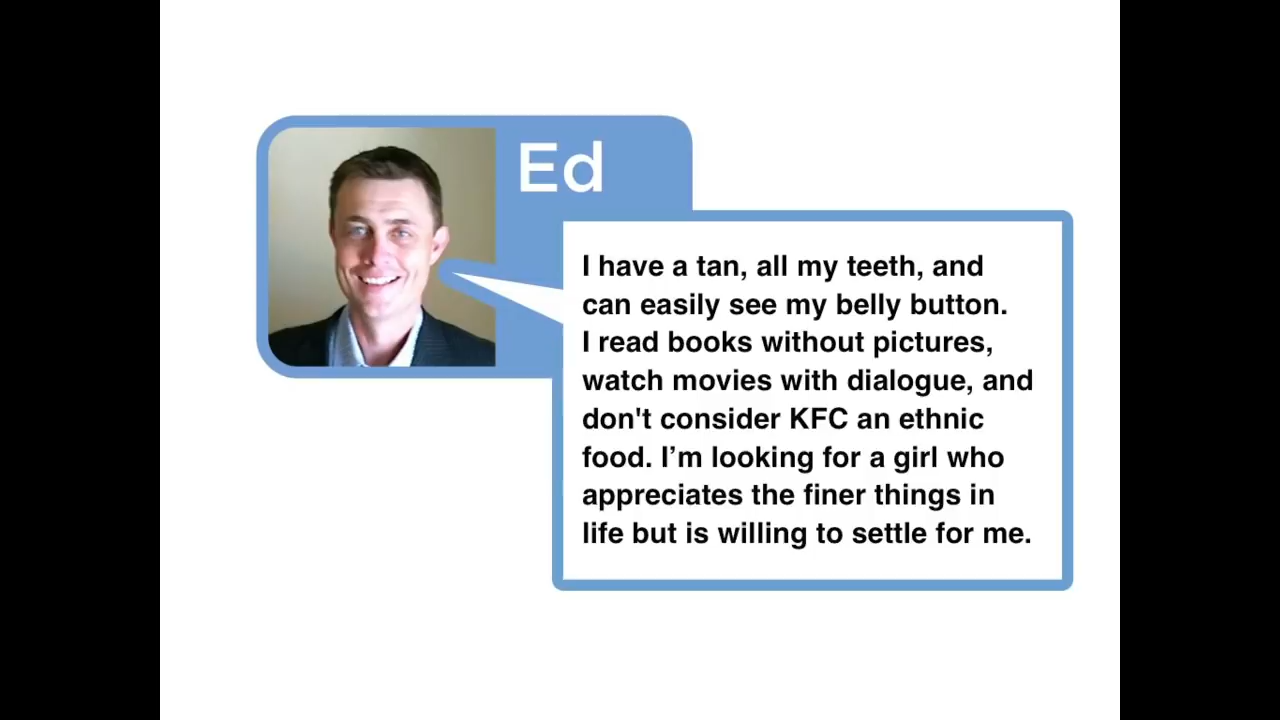 Ed
I have a tan, all my teeth, and
can easily see my belly button.
I read books without pictures,
watch movies with dialogue, and
don't consider KFC an ethnic
food. I’m looking for a girl who
appreciates the finer things in
life but is willing to settle for me.